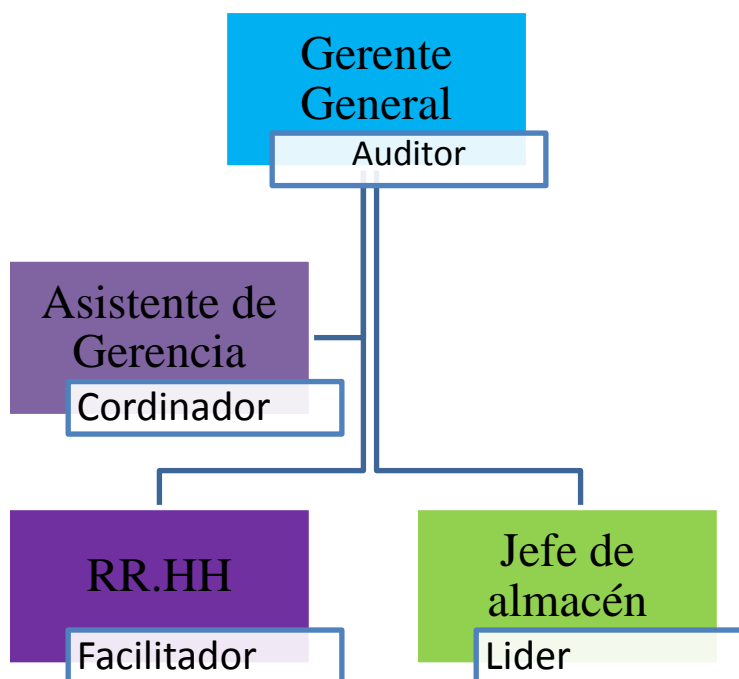 Gerente
General
Auditor
Asistente de
Gerencia
Cordinador
RR.HH
Facilitador
Jefe de
almacén
Lider